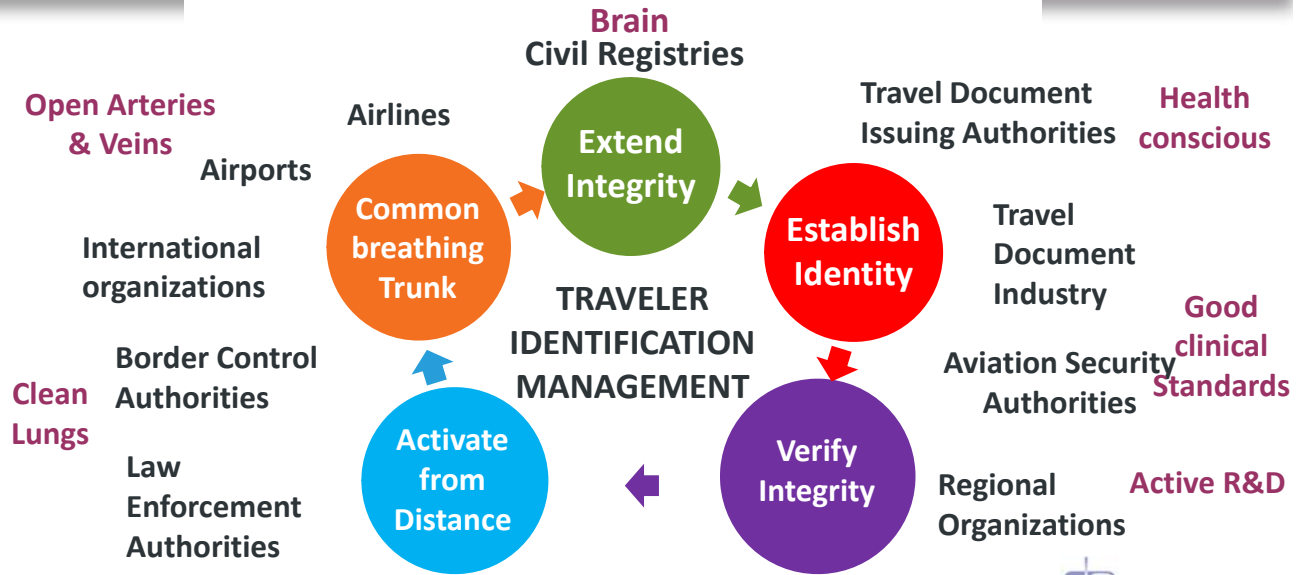 Brain
Civil Registries
Open Arteries
& Veins
Airlines
Airports
Travel Document
Issuing Authorities
Health
conscious
Extend
Integrity
Common
breathing
Trunk
Establish
Identity
Travel
Document
Industry
International
organizations
TRAVELER
IDENTIFICATION
MANAGEMENT
Good
clinical
Standards
Border Control
Authorities
Aviation Security
Authorities
Clean
Lungs
Activate
from
Distance
Verify
Integrity
Law
Enforcement
Authorities
Regional
Organizations
Active R&D